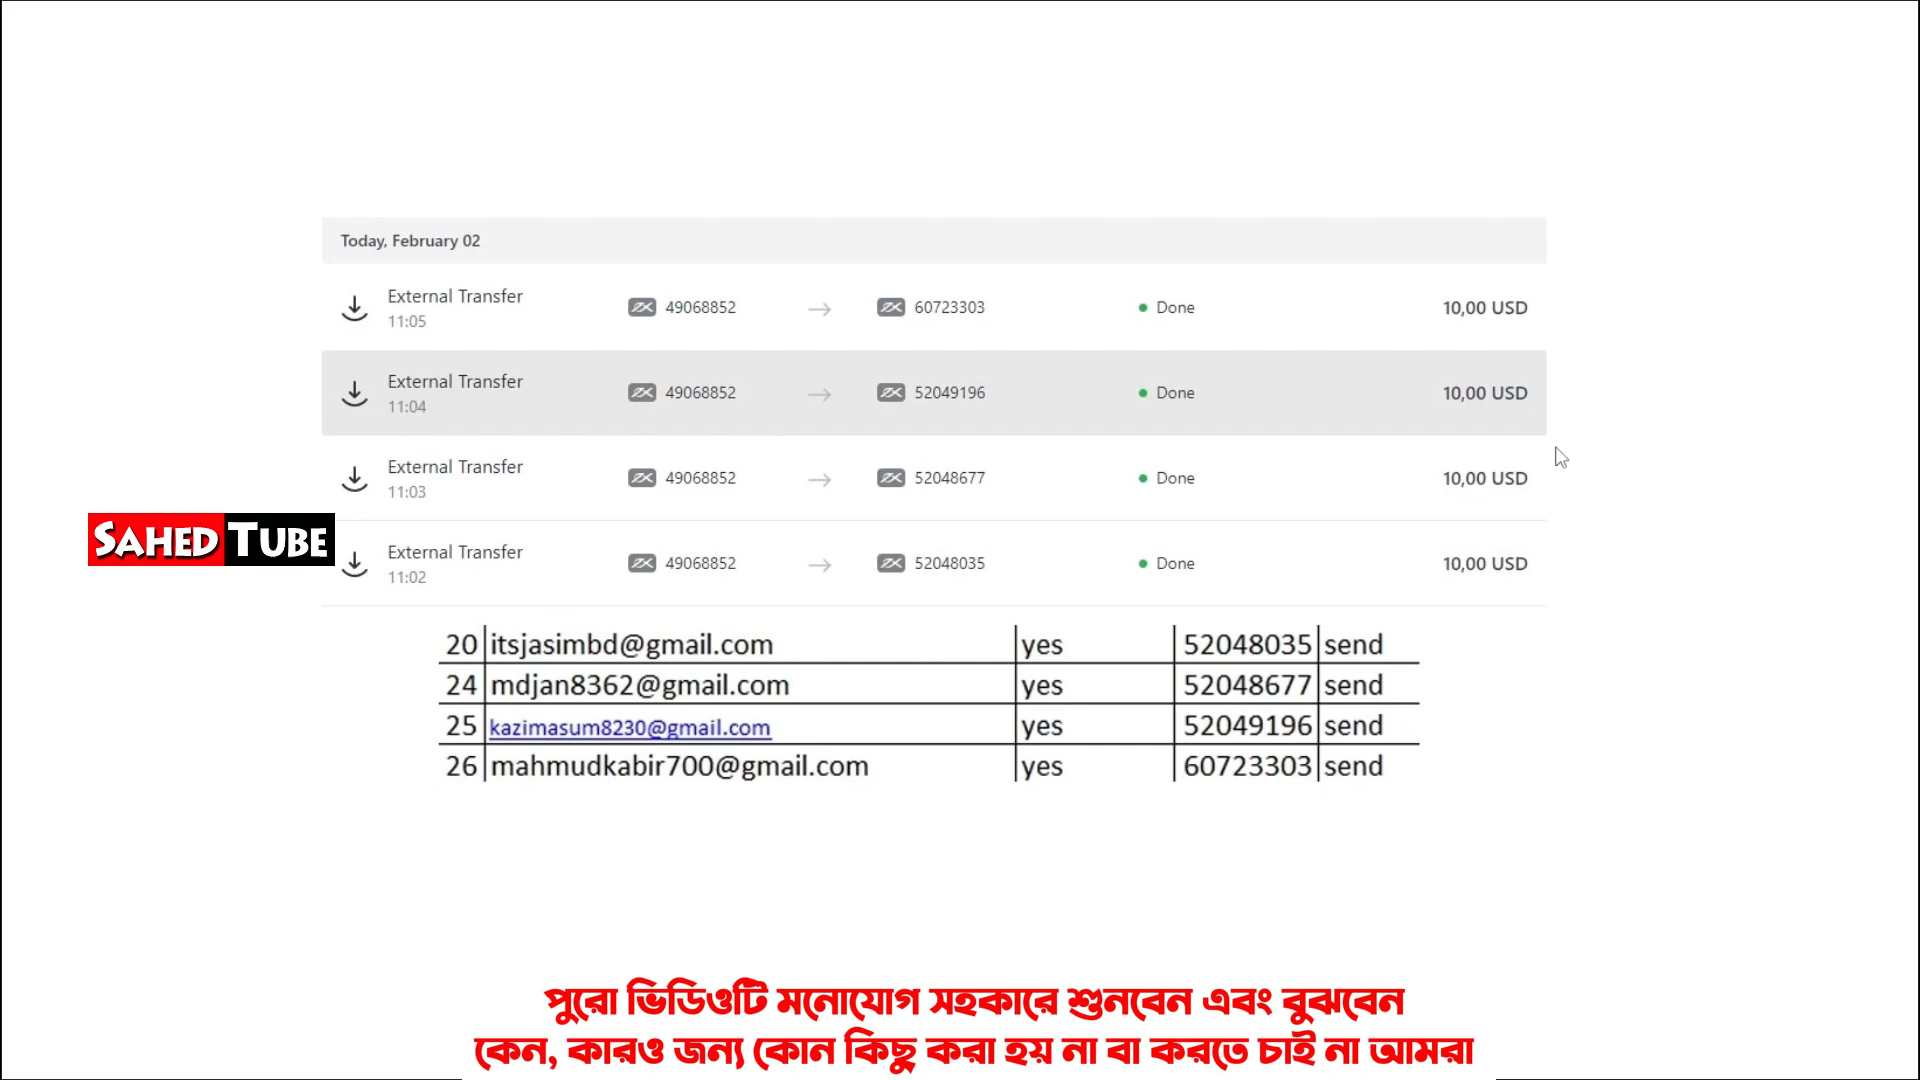 Today, February 02
External Transfer 49068852 → 60723303 Done 10,00 USD
11:05
External Transfer 49068852 → 52049196 Done 10,00 USD
11:04
External Transfer 49068852 → 52048677 Done 10,00 USD
11:03
SAHED TUBE
External Transfer 49068852 → 52048035 Done 10,00 USD
11:02
20 itsjasimbd@gmail.com yes 52048035 send
24 mdjan8362@gmail.com yes 52048677 send
25 kazimasum8230@gmail.com yes 52049196 send
26 mahmudkabir700@gmail.com yes 60723303 send
পুরো ভিডিওটি মনোযোগ সহকারে শুনবেন এবং বুঝবেন
কেন, কারও জন্য কোন কিছু করা হয় না বা করতে চাই না আমরা